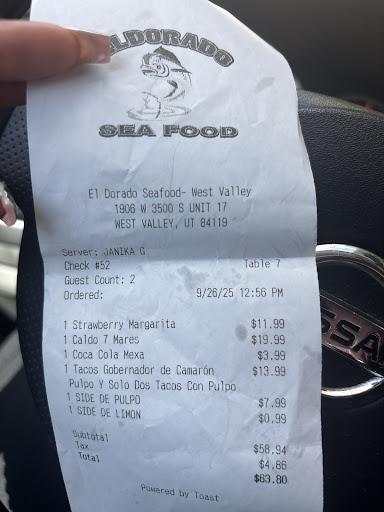 ELDORADO
SEA FOOD
El Dorado Seafood- West Valley
1906 W 3500 S UNIT 17
WEST VALLEY, UT 84119
Server: JANIKA G
Check #52 Table 7
Guest Count: 2
Ordered: 9/26/25 12:56 PM
1 Strawberry Margarita $11.99
1 Caldo 7 Mares $19.99
1 Coca Cola Mexa $3.99
1 Tacos Gobernador de Camarón $13.99
Pulpo Y Solo Dos Tacos Con Pulpo
1 SIDE DE PULPO $7.99
1 SIDE DE LIMON $0.99
Subtotal $58.94
Tax $4.86
Total $63.80
Powered by Toast
SSA